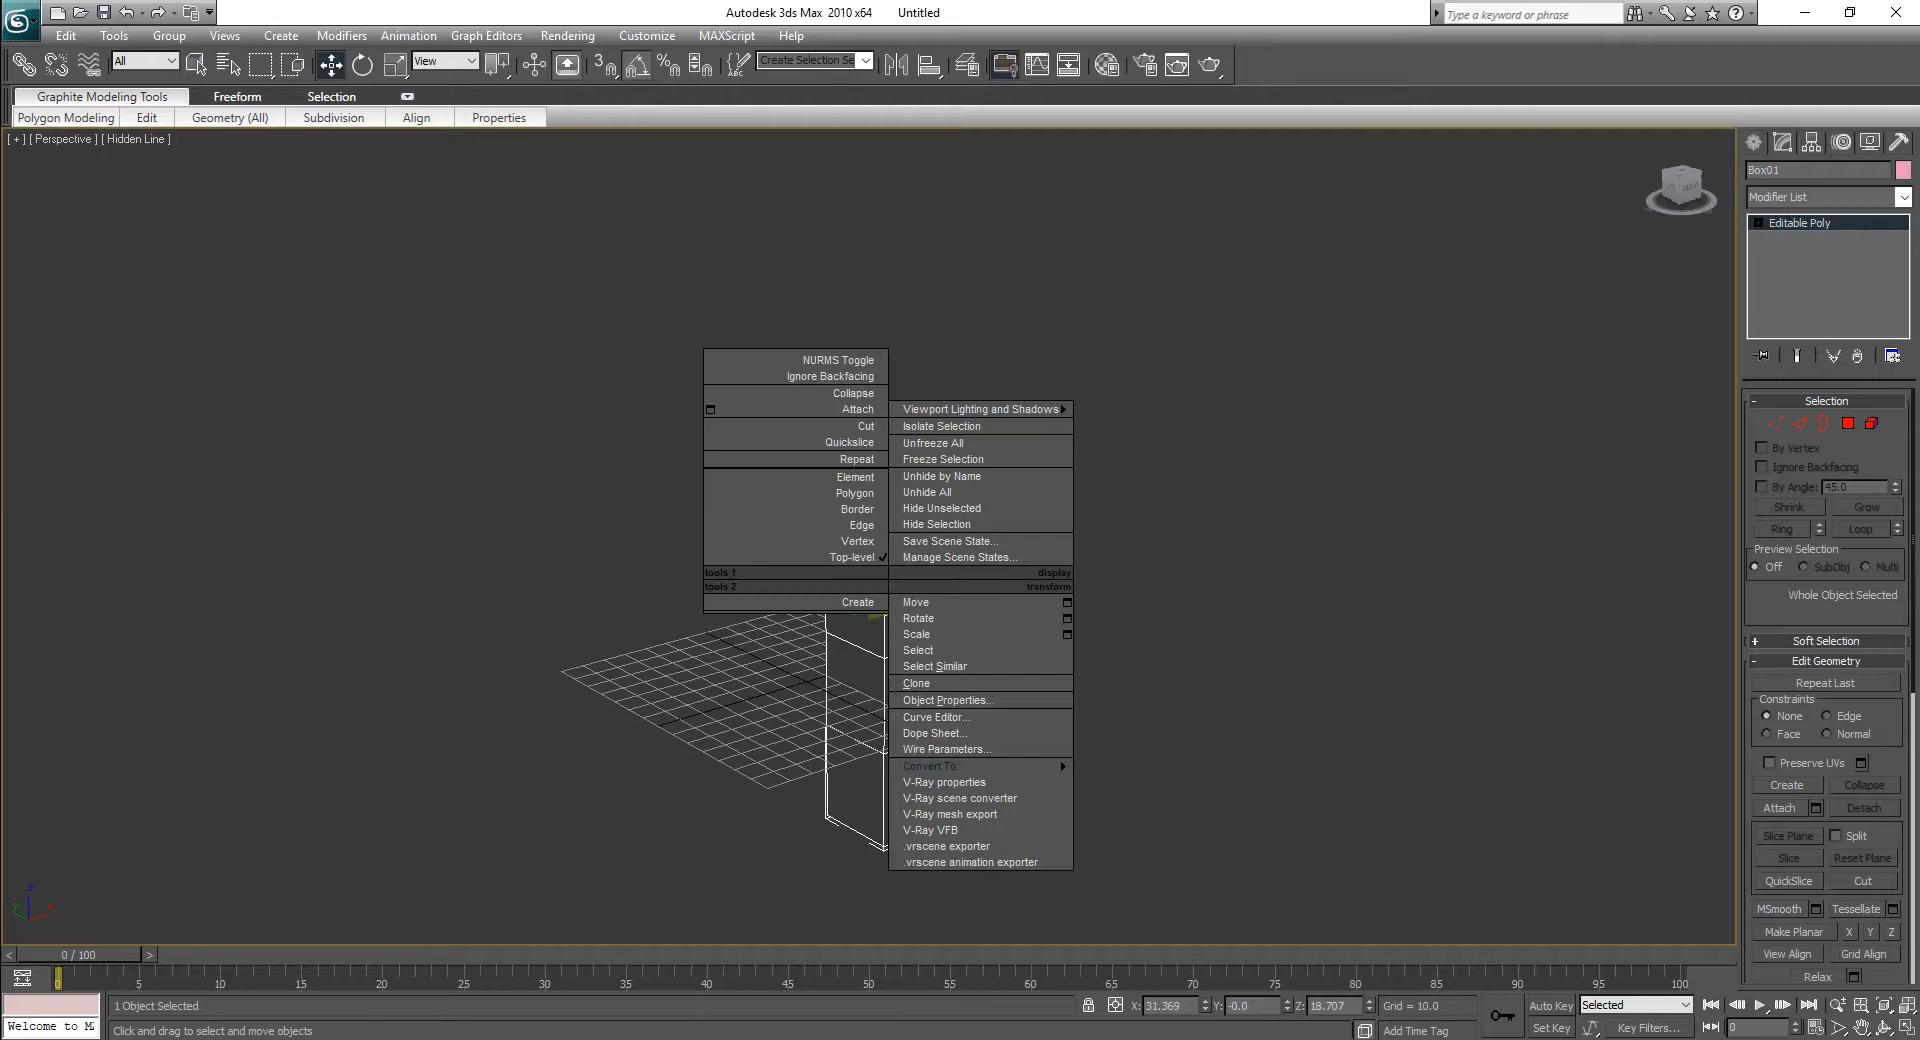 Autodesk 3ds Max 2010 x64 Untitled
Type a keyword or phrase
Edit Tools Group Views Create Modifiers Animation Graph Editors Rendering Customize MAXScript Help
All View Create Selection Se
Graphite Modeling Tools Freeform Selection
Polygon Modeling Edit Geometry (All) Subdivision Align Properties
[ + ] [ Perspective ] [ Hidden Line ]
NURMS Toggle
Ignore Backfacing
Collapse
Attach
Cut
Quickslice
Repeat
Element
Polygon
Border
Edge
Vertex
Top-level
tools 1
tools 2
Create
Viewport Lighting and Shadows
Isolate Selection
Unfreeze All
Freeze Selection
Unhide by Name
Unhide All
Hide Unselected
Hide Selection
Save Scene State...
Manage Scene States...
display
transform
Move
Rotate
Scale
Select
Select Similar
Clone
Object Properties...
Curve Editor...
Dope Sheet...
Wire Parameters...
Convert To:
V-Ray properties
V-Ray scene converter
V-Ray mesh export
V-Ray VFB
.vrscene exporter
.vrscene animation exporter
z
y x
Box01
Modifier List
Editable Poly
- Selection
By Vertex
Ignore Backfacing
By Angle: 45.0
Shrink Grow
Ring Loop
Preview Selection
Off SubObj Multi
Whole Object Selected
+ Soft Selection
- Edit Geometry
Repeat Last
Constraints
None Edge
Face Normal
Preserve UVs
Create Collapse
Attach Detach
Slice Plane Split
Slice Reset Plane
QuickSlice Cut
MSmooth Tessellate
Make Planar X Y Z
View Align Grid Align
Relax
< 0 / 100 >
0 5 10 15 20 25 30 35 40 45 50 55 60 65 70 75 80 85 90 95 100
1 Object Selected X: 31.369 Y: -0.0 Z: 18.707 Grid = 10.0 Auto Key Selected
Welcome to MA Click and drag to select and move objects Add Time Tag Set Key Key Filters... 0